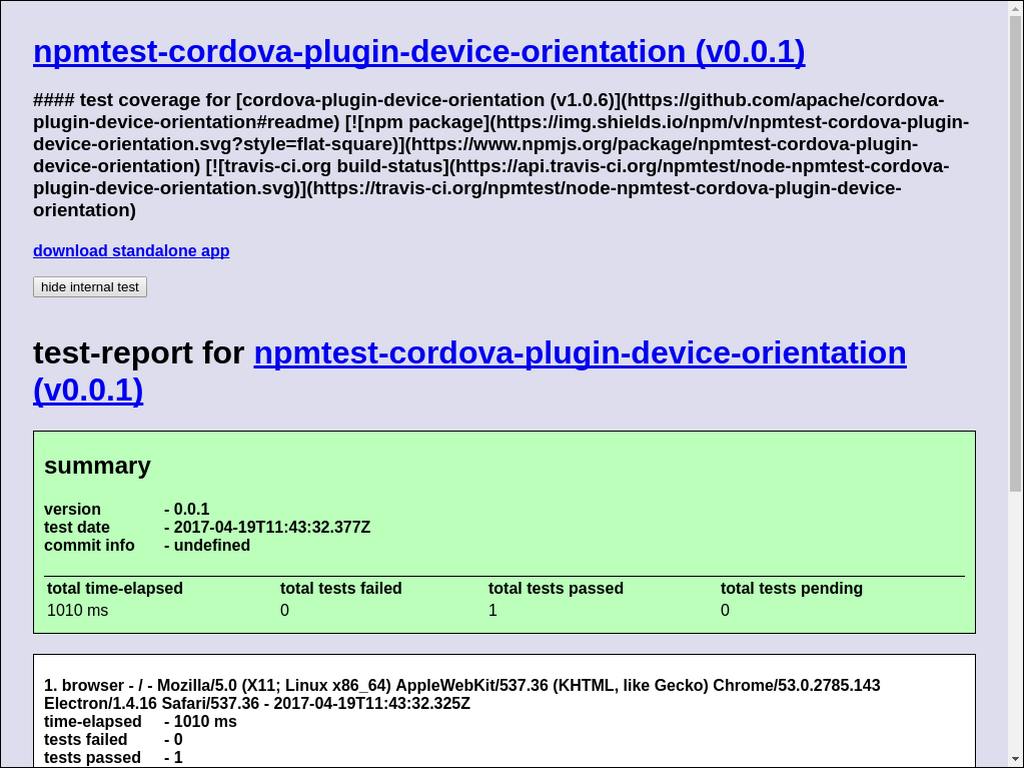 npmtest-cordova-plugin-device-orientation (v0.0.1)
#### test coverage for [cordova-plugin-device-orientation (v1.0.6)](https://github.com/apache/cordova-
plugin-device-orientation#readme) [![npm package](https://img.shields.io/npm/v/npmtest-cordova-plugin-
device-orientation.svg?style=flat-square)](https://www.npmjs.org/package/npmtest-cordova-plugin-
device-orientation) [![travis-ci.org build-status](https://api.travis-ci.org/npmtest/node-npmtest-cordova-
plugin-device-orientation.svg)](https://travis-ci.org/npmtest/node-npmtest-cordova-plugin-device-
orientation)
download standalone app
hide internal test
test-report for npmtest-cordova-plugin-device-orientation
(v0.0.1)
summary
version - 0.0.1
test date - 2017-04-19T11:43:32.377Z
commit info - undefined
total time-elapsed total tests failed total tests passed total tests pending
1010 ms 0 1 0
1. browser - / - Mozilla/5.0 (X11; Linux x86_64) AppleWebKit/537.36 (KHTML, like Gecko) Chrome/53.0.2785.143
Electron/1.4.16 Safari/537.36 - 2017-04-19T11:43:32.325Z
time-elapsed - 1010 ms
tests failed - 0
tests passed - 1